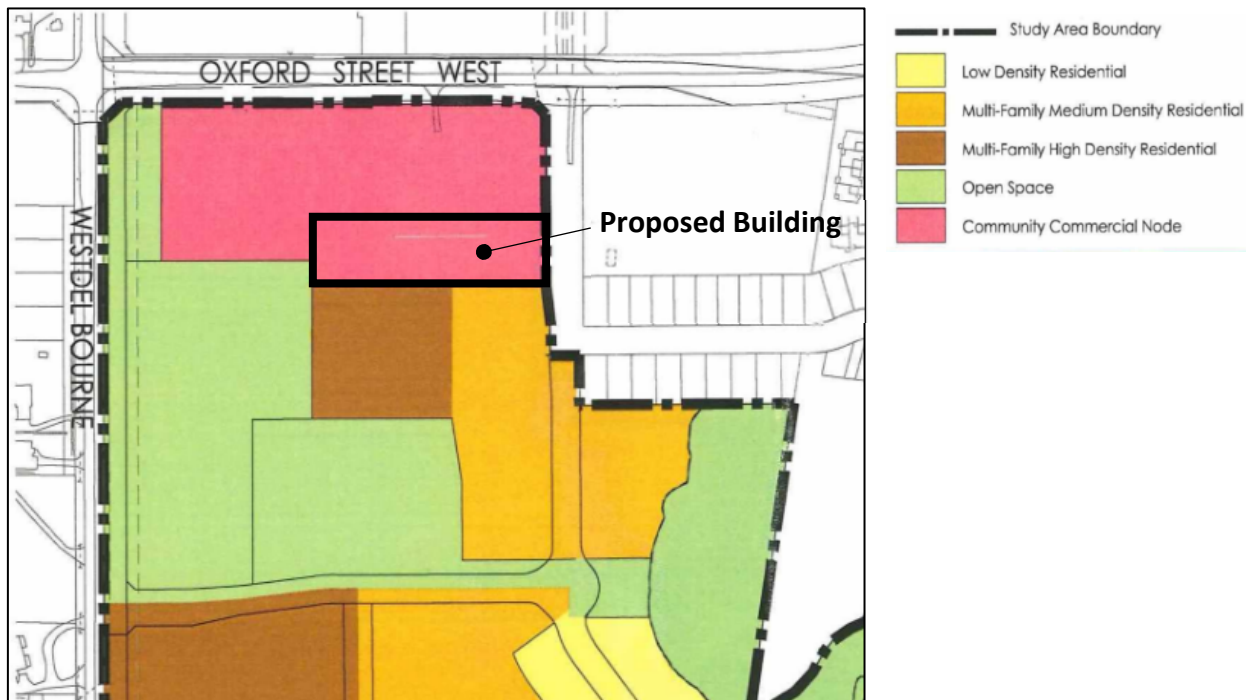 OXFORD STREET WEST
WESTDEL BOURNE
Proposed Building
Study Area Boundary
Low Density Residential
Multi-Family Medium Density Residential
Multi-Family High Density Residential
Open Space
Community Commercial Node